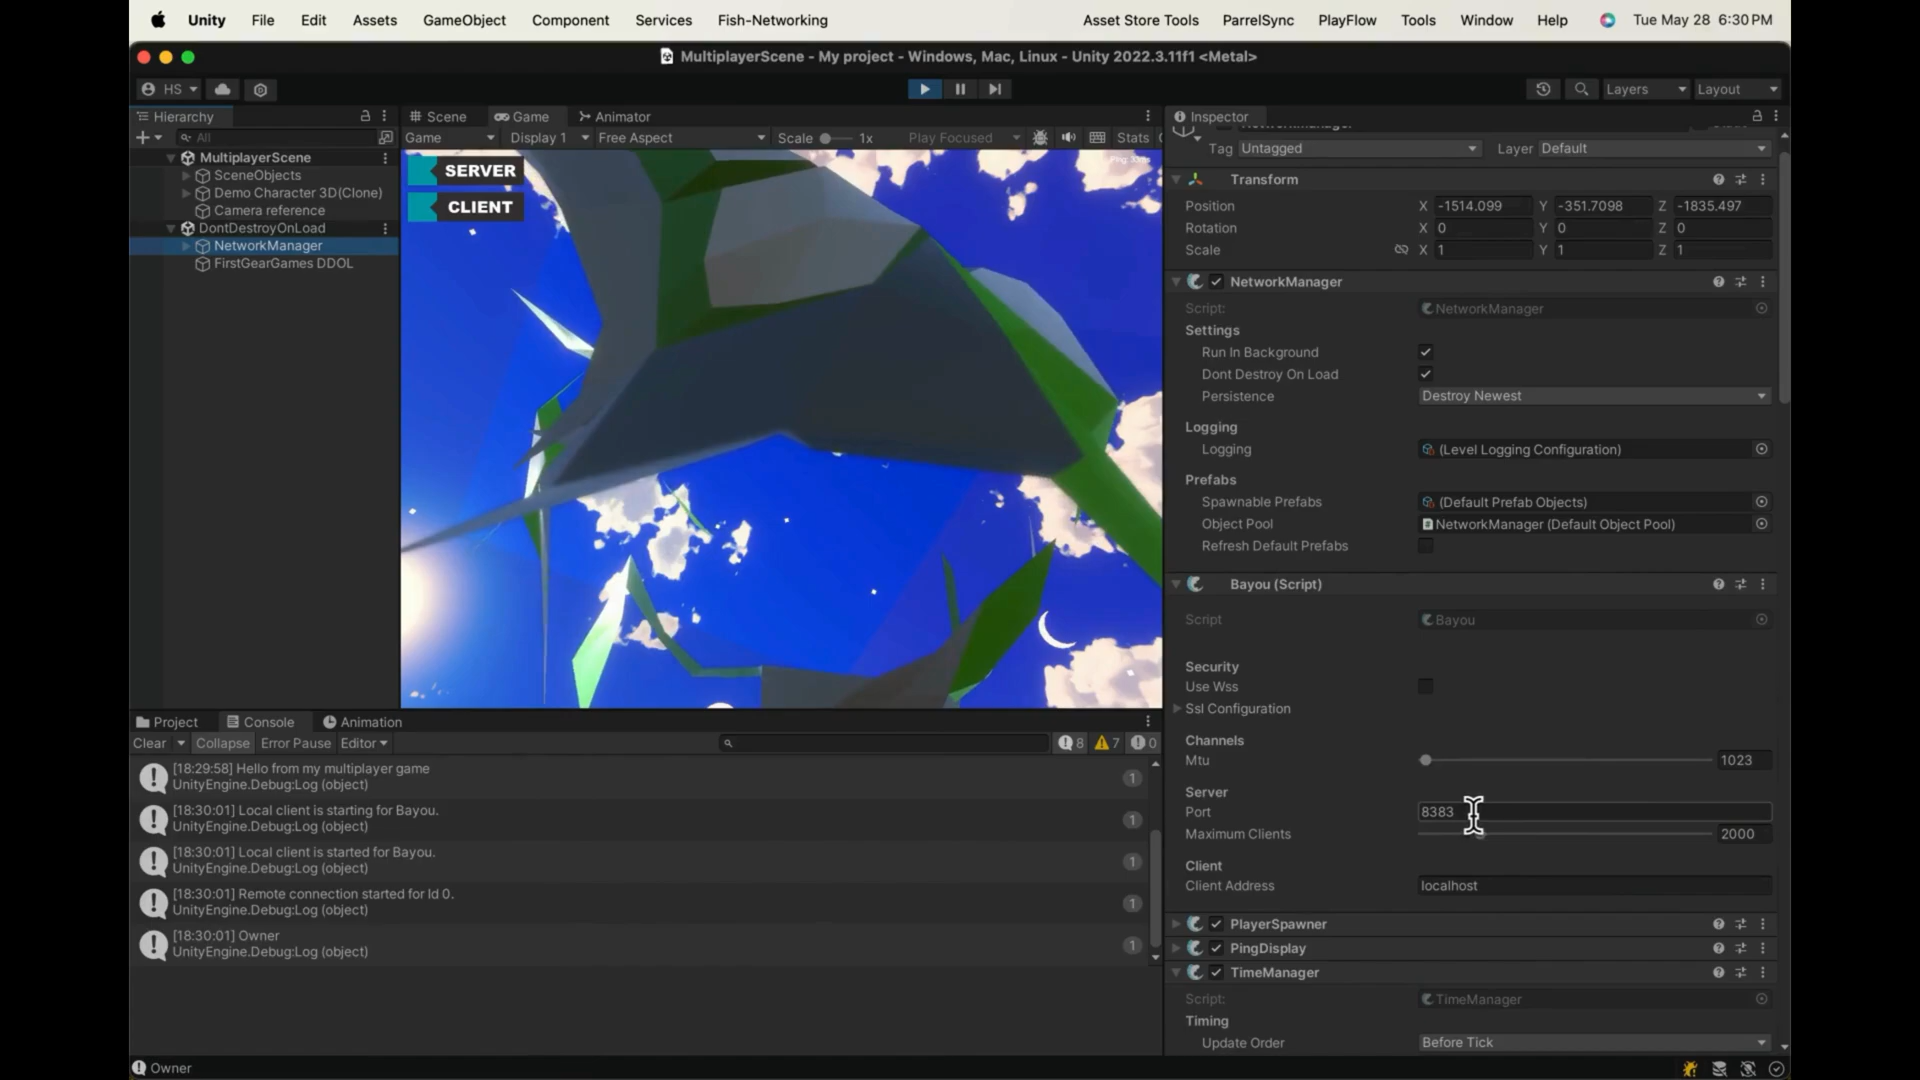 Unity File Edit Assets GameObject Component Services Fish-Networking Asset Store Tools ParrelSync PlayFlow Tools Window Help Tue May 28 6:30 PM
MultiplayerScene - My project - Windows, Mac, Linux - Unity 2022.3.11f1 <Metal>
HS Layers Layout
Hierarchy
All
MultiplayerScene
SceneObjects
Demo Character 3D(Clone)
Camera reference
DontDestroyOnLoad
NetworkManager
FirstGearGames DDOL
Scene Game Animator
Game Display 1 Free Aspect Scale 1x Play Focused Stats
SERVER
CLIENT
Inspector
Tag Untagged Layer Default
Transform
Position X -1514.099 Y -351.7098 Z -1835.497
Rotation X 0 Y 0 Z 0
Scale X 1 Y 1 Z 1
NetworkManager
Script: NetworkManager
Settings
Run In Background
Dont Destroy On Load
Persistence Destroy Newest
Logging
Logging (Level Logging Configuration)
Prefabs
Spawnable Prefabs (Default Prefab Objects)
Object Pool NetworkManager (Default Object Pool)
Refresh Default Prefabs
Bayou (Script)
Script Bayou
Security
Use Wss
Ssl Configuration
Channels
Mtu 1023
Server
Port 8383
Maximum Clients 2000
Client
Client Address localhost
PlayerSpawner
PingDisplay
TimeManager
Script: TimeManager
Timing
Update Order Before Tick
Project Console Animation
Clear Collapse Error Pause Editor 8 7 0
[18:29:58] Hello from my multiplayer game
UnityEngine.Debug:Log (object) 1
[18:30:01] Local client is starting for Bayou.
UnityEngine.Debug:Log (object) 1
[18:30:01] Local client is started for Bayou.
UnityEngine.Debug:Log (object) 1
[18:30:01] Remote connection started for Id 0.
UnityEngine.Debug:Log (object) 1
[18:30:01] Owner
UnityEngine.Debug:Log (object) 1
Owner